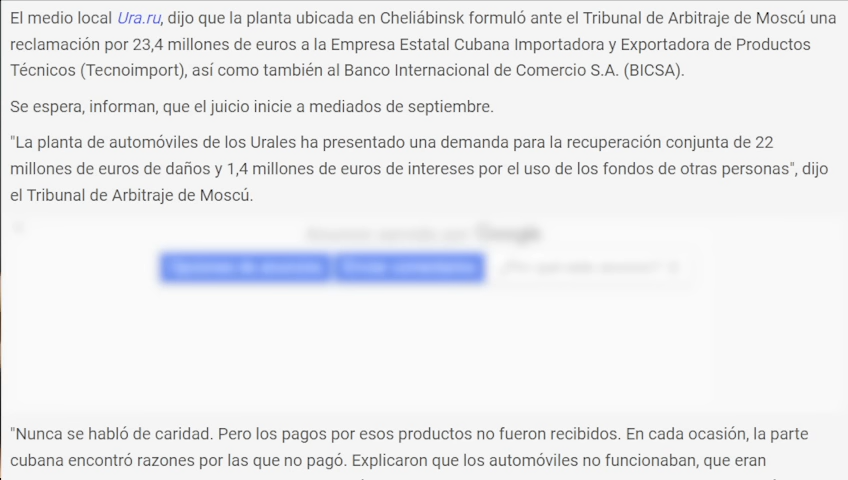 El medio local Ura.ru, dijo que la planta ubicada en Cheliábinsk formuló ante el Tribunal de Arbitraje de Moscú una
reclamación por 23,4 millones de euros a la Empresa Estatal Cubana Importadora y Exportadora de Productos
Técnicos (Tecnoimport), así como también al Banco Internacional de Comercio S.A. (BICSA).
Se espera, informan, que el juicio inicie a mediados de septiembre.
"La planta de automóviles de los Urales ha presentado una demanda para la recuperación conjunta de 22
millones de euros de daños y 1,4 millones de euros de intereses por el uso de los fondos de otras personas", dijo
el Tribunal de Arbitraje de Moscú.
Google
"Nunca se habló de caridad. Pero los pagos por esos productos no fueron recibidos. En cada ocasión, la parte
cubana encontró razones por las que no pagó. Explicaron que los automóviles no funcionaban, que eran